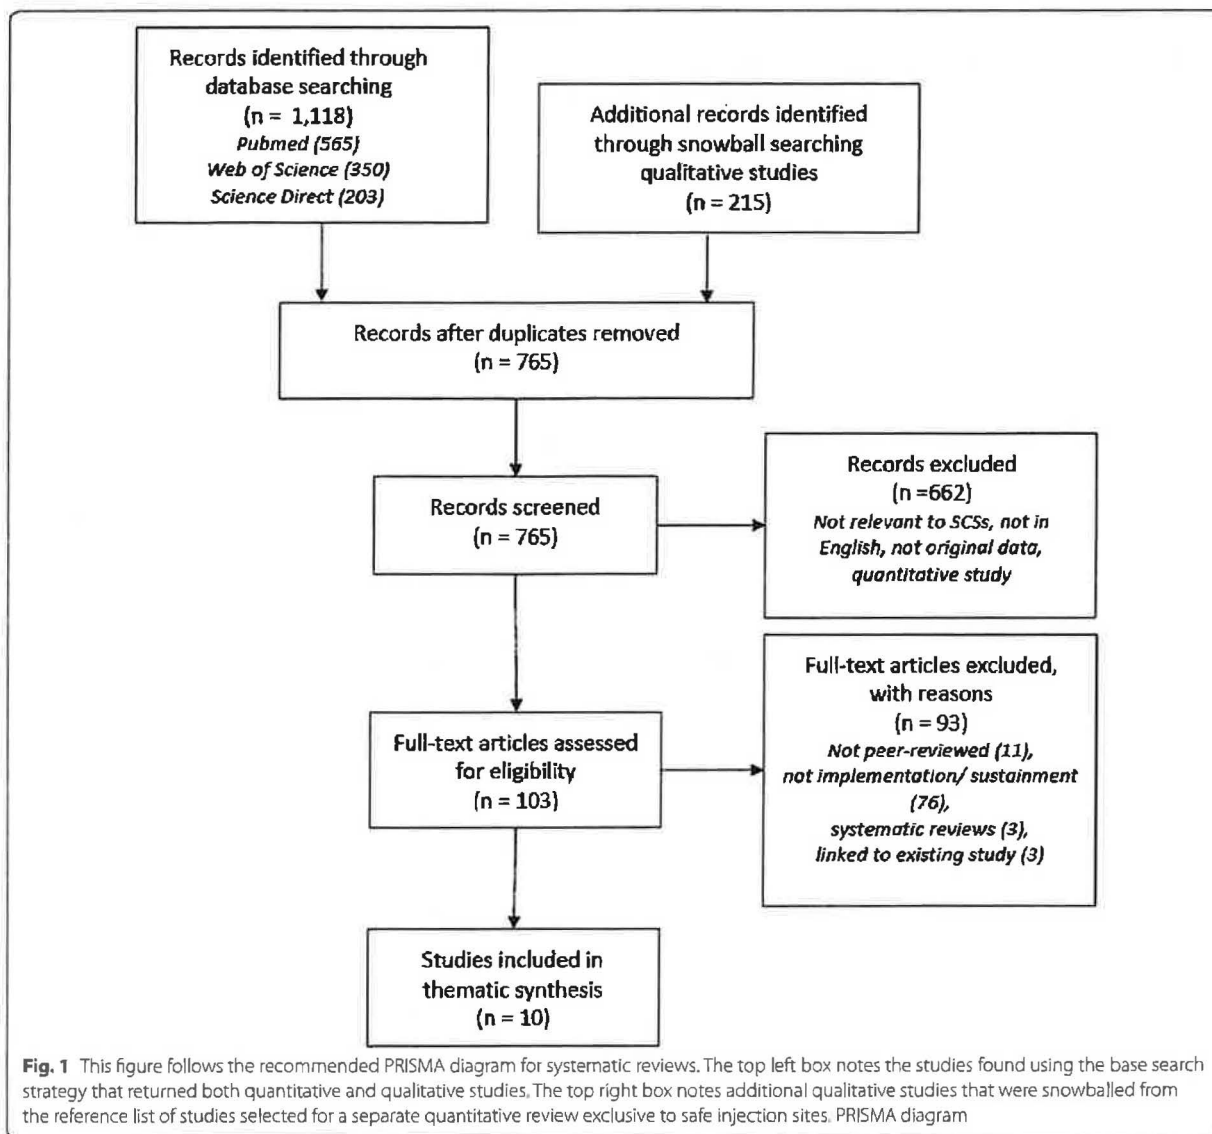 Records identified through
database searching
(n = 1,118)
Pubmed (565)
Web of Science (350)
Science Direct (203)
Additional records identified
through snowball searching
qualitative studies
(n = 215)
Records after duplicates removed
(n = 765)
Records screened
(n = 765)
Records excluded
(n =662)
Not relevant to SCSs, not in
English, not original data,
quantitative study
Full-text articles assessed
for eligibility
(n = 103)
Full-text articles excluded,
with reasons
(n = 93)
Not peer-reviewed (11),
not implementation/ sustainment
(76),
systematic reviews (3),
linked to existing study (3)
Studies included in
thematic synthesis
(n = 10)
Fig. 1 This figure follows the recommended PRISMA diagram for systematic reviews. The top left box notes the studies found using the base search
strategy that returned both quantitative and qualitative studies. The top right box notes additional qualitative studies that were snowballed from
the reference list of studies selected for a separate quantitative review exclusive to safe injection sites. PRISMA diagram